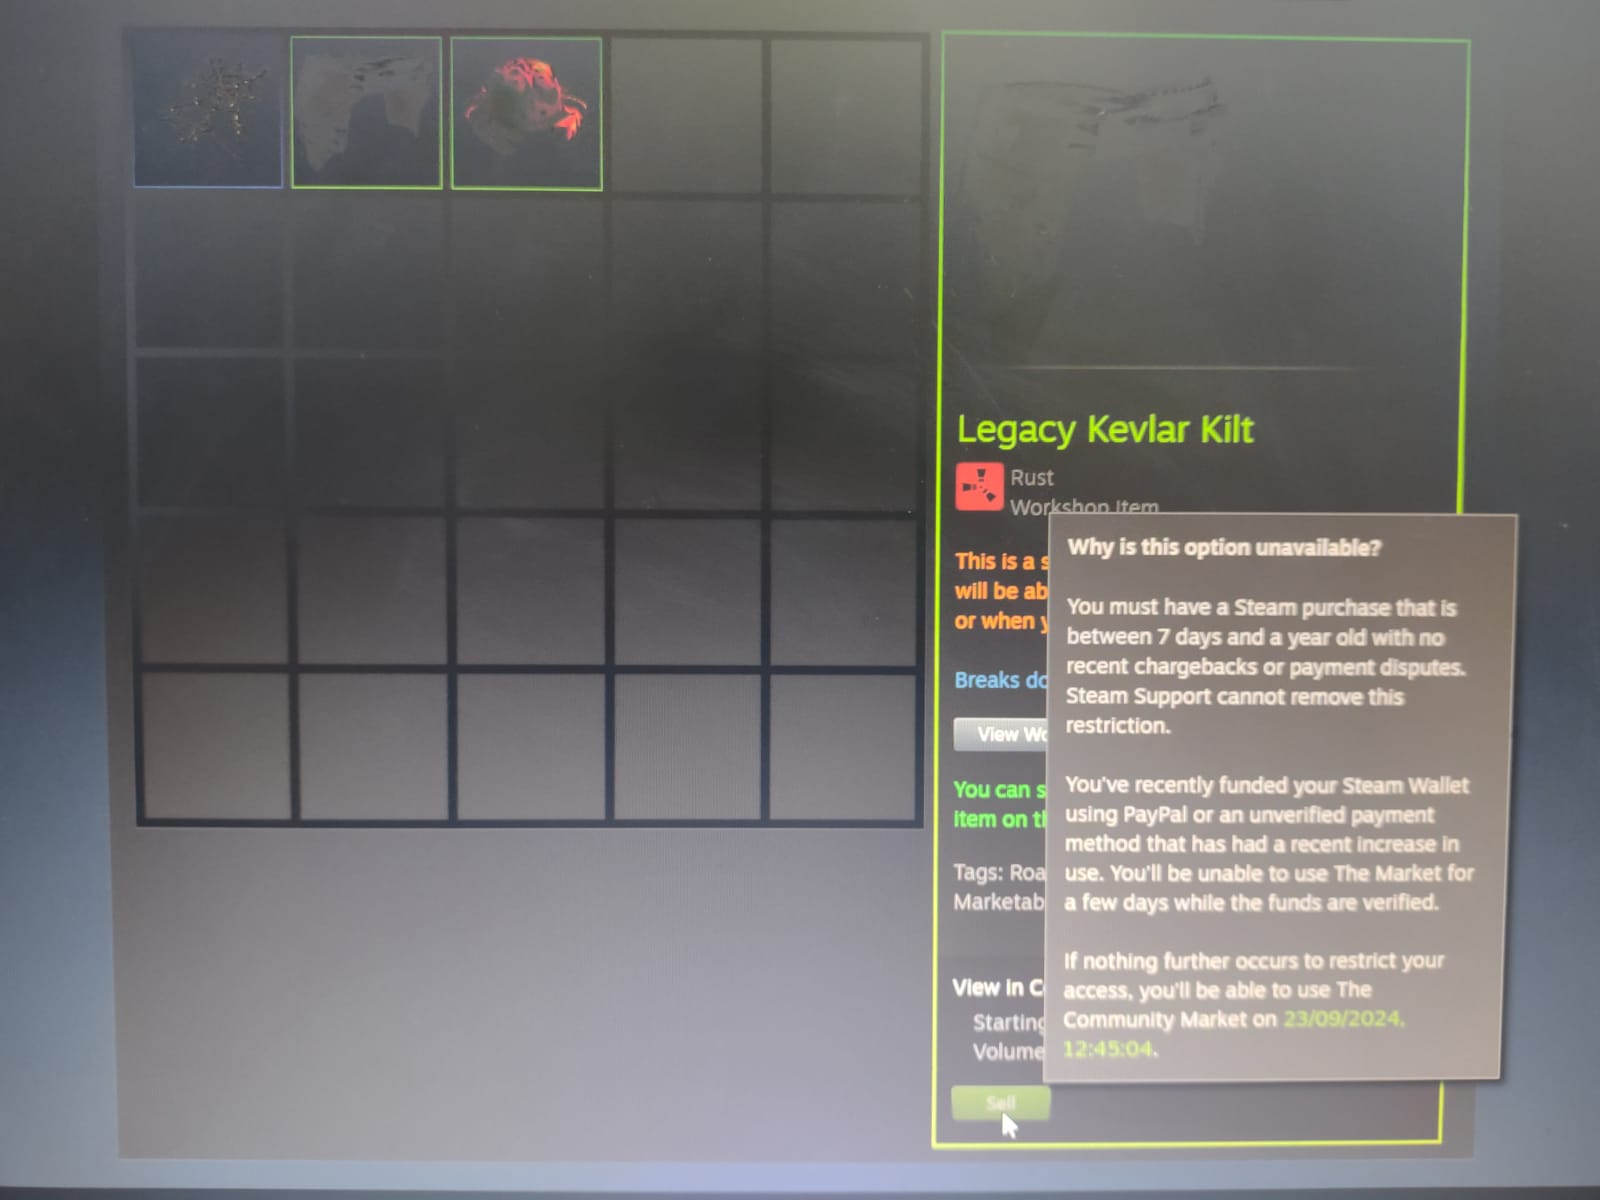 Legacy Kevlar Kilt
Rust
Workshop Item
This is a s
will be ab
or when y
Breaks do
View Wo
You can s
item on th
Tags: Roa
Marketab
View in C
Starting
Volume
Sell
Why is this option unavailable?
You must have a Steam purchase that is
between 7 days and a year old with no
recent chargebacks or payment disputes.
Steam Support cannot remove this
restriction.
You've recently funded your Steam Wallet
using PayPal or an unverified payment
method that has had a recent increase in
use. You'll be unable to use The Market for
a few days while the funds are verified.
If nothing further occurs to restrict your
access, you'll be able to use The
Community Market on 23/09/2024,
12:45:04.